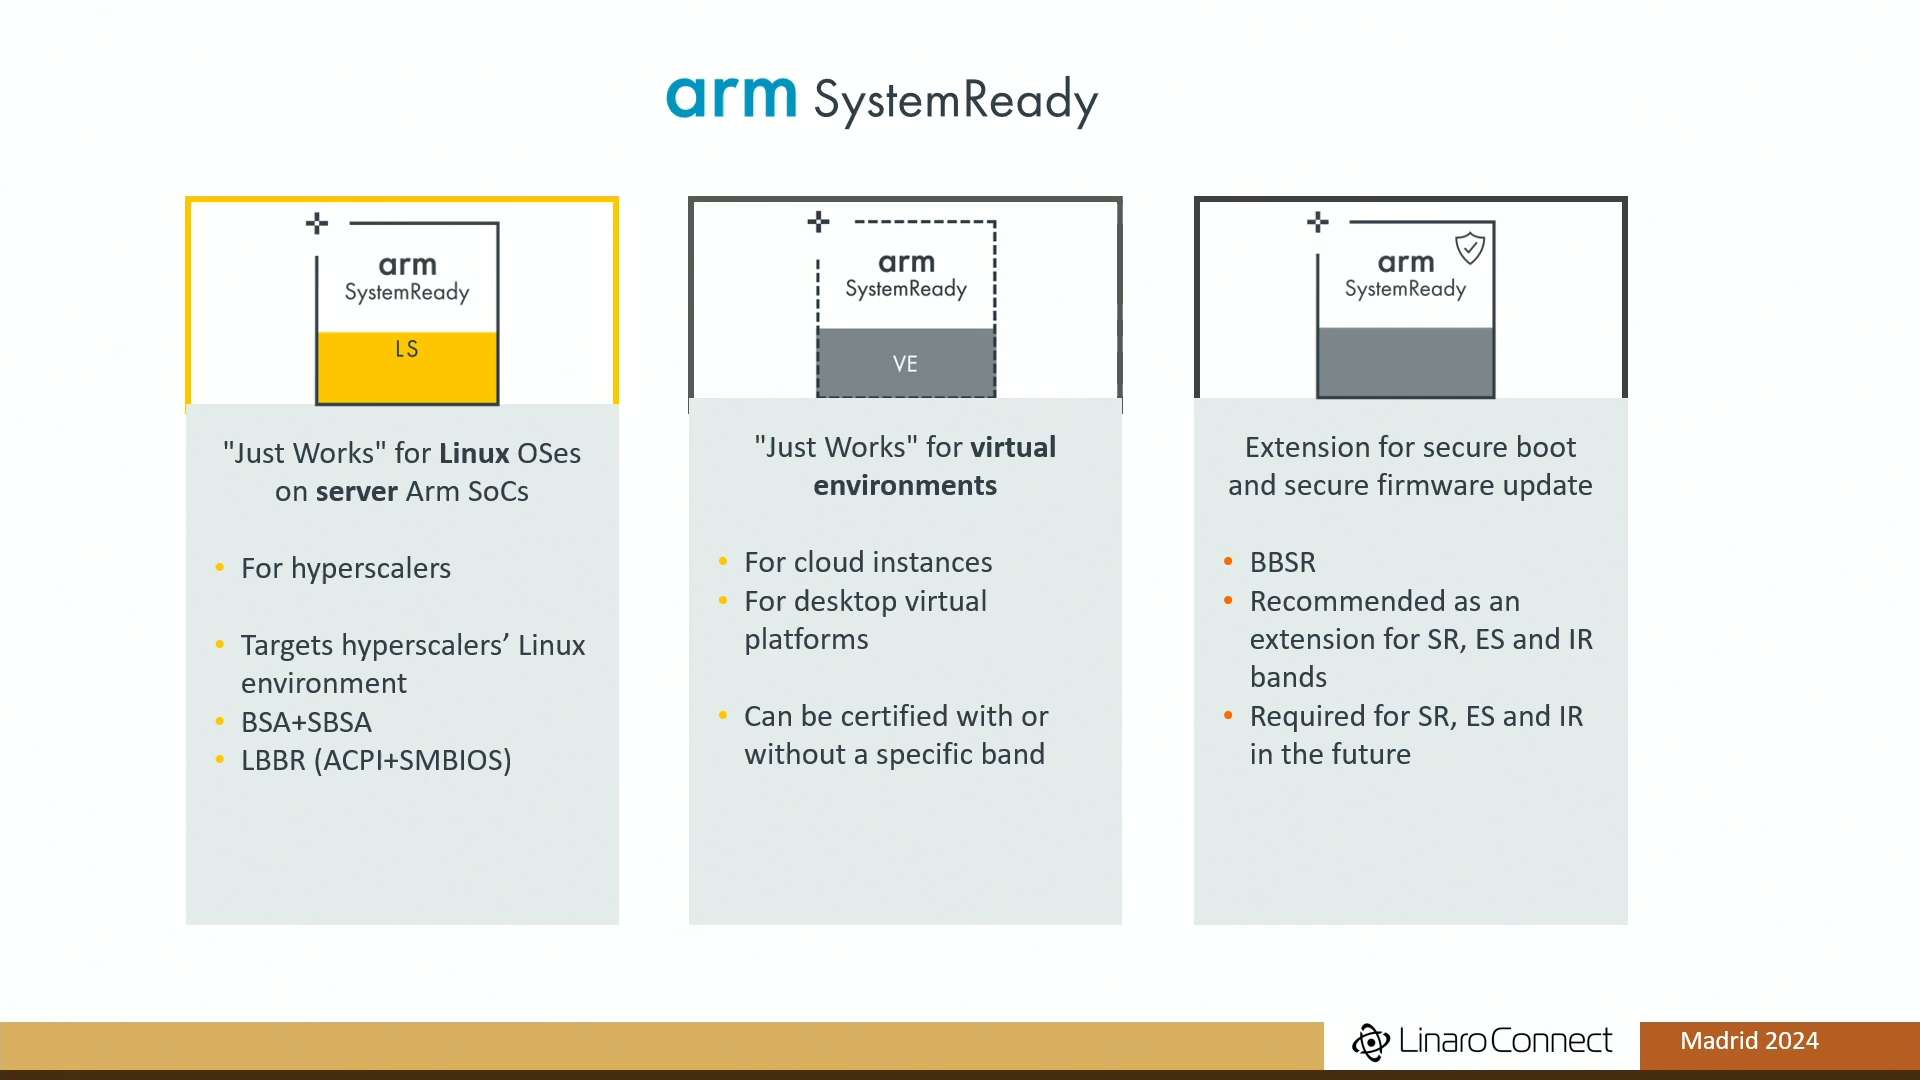 arm SystemReady
arm
SystemReady
LS
"Just Works" for Linux OSes
on server Arm SoCs
• For hyperscalers
• Targets hyperscalers’ Linux
environment
• BSA+SBSA
• LBBR (ACPI+SMBIOS)
arm
SystemReady
VE
"Just Works" for virtual
environments
• For cloud instances
• For desktop virtual
platforms
• Can be certified with or
without a specific band
arm
SystemReady
Extension for secure boot
and secure firmware update
• BBSR
• Recommended as an
extension for SR, ES and IR
bands
• Required for SR, ES and IR
in the future
Linaro Connect
Madrid 2024